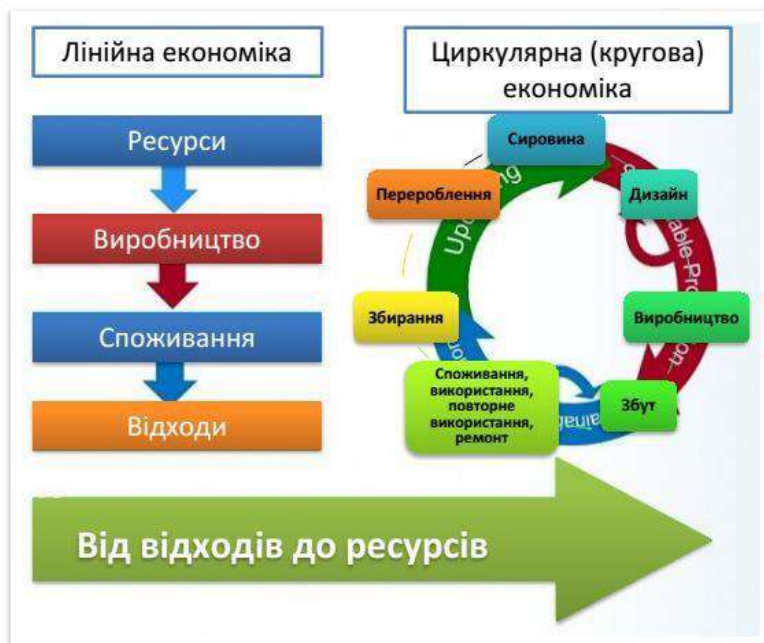 Лінійна економіка
Циркулярна (кругова)
економіка
Ресурси
Виробництво
Споживання
Відходи
Сировина
Дизайн
Виробництво
Збут
Споживання,
використання,
повторне
використання,
ремонт
Збирання
Перероблення
Від відходів до ресурсів